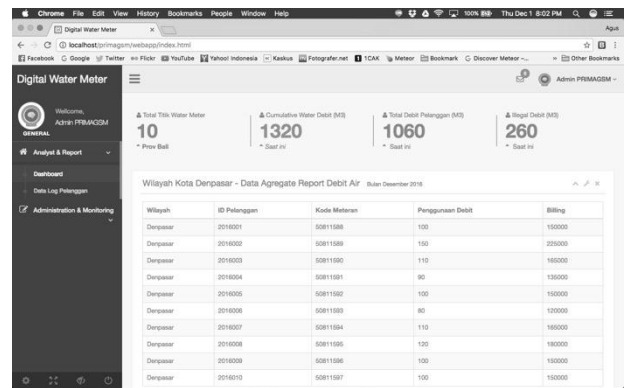 Chrome File Edit View History Bookmarks People Window Help 100% Thu Dec 1 8:02 PM
Digital Water Meter Agus
localhost/primagsm/webapp/index.html
Facebook Google Twitter Flickr YouTube Yahoo! Indonesia Kaskus Fotografer.net 1CAK Meteor Bookmark Discover Meteor -... Other Bookmarks
Digital Water Meter
0 Admin PRIMAGSM
Welcome,
Admin PRIMAGSM
GENERAL
Analyst & Report
Dashboard
Data Log Pelanggan
Administration & Monitoring
Total Titik Water Meter Cumulative Water Debit (M3) Total Debit Pelanggan (M3) Illegal Debit (M3)
10 1320 1060 260
Prov Bali Saat ini Saat ini Saat ini
Wilayah Kota Denpasar - Data Agregate Report Debit Air Bulan Desember 2016
Wilayah ID Pelanggan Kode Meteran Penggunaan Debit Billing
Denpasar 2016001 50811588 100 150000
Denpasar 2016002 50811589 150 225000
Denpasar 2016003 50811590 110 165000
Denpasar 2016004 50811591 90 135000
Denpasar 2016005 50811592 100 150000
Denpasar 2016006 50811593 80 120000
Denpasar 2016007 50811594 110 165000
Denpasar 2016008 50811595 120 180000
Denpasar 2016009 50811596 100 150000
Denpasar 2016010 50811597 100 150000